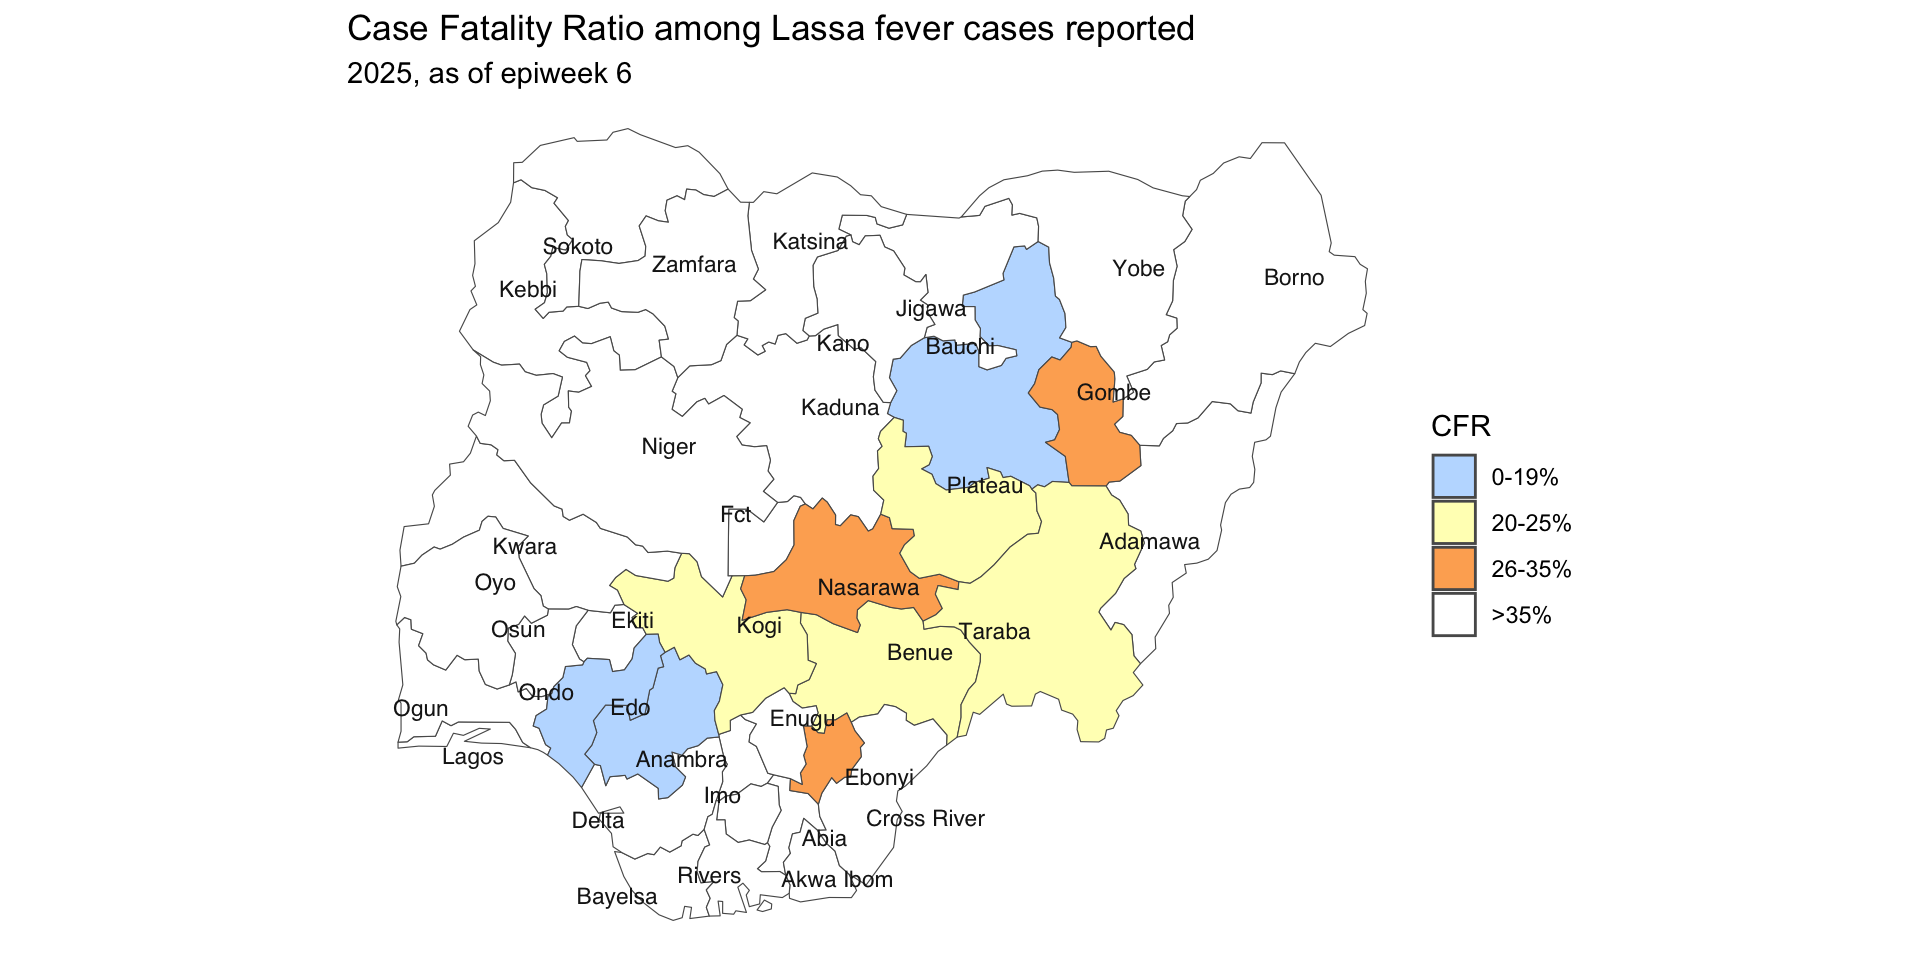 Case Fatality Ratio among Lassa fever cases reported
2025, as of epiweek 6
Sokoto
Katsina
Zamfara
Yobe
Borno
Kebbi
Jigawa
Kano
Bauchi
Gombe
Kaduna
Niger
Plateau
Fct
Adamawa
Kwara
Oyo
Nasarawa
Ekiti
Kogi
Osun
Taraba
Benue
Ondo
Edo
Ogun
Enugu
Lagos
Anambra
Ebonyi
Imo
Delta
Cross River
Abia
Rivers
Akwa Ibom
Bayelsa
CFR
0-19%
20-25%
26-35%
>35%